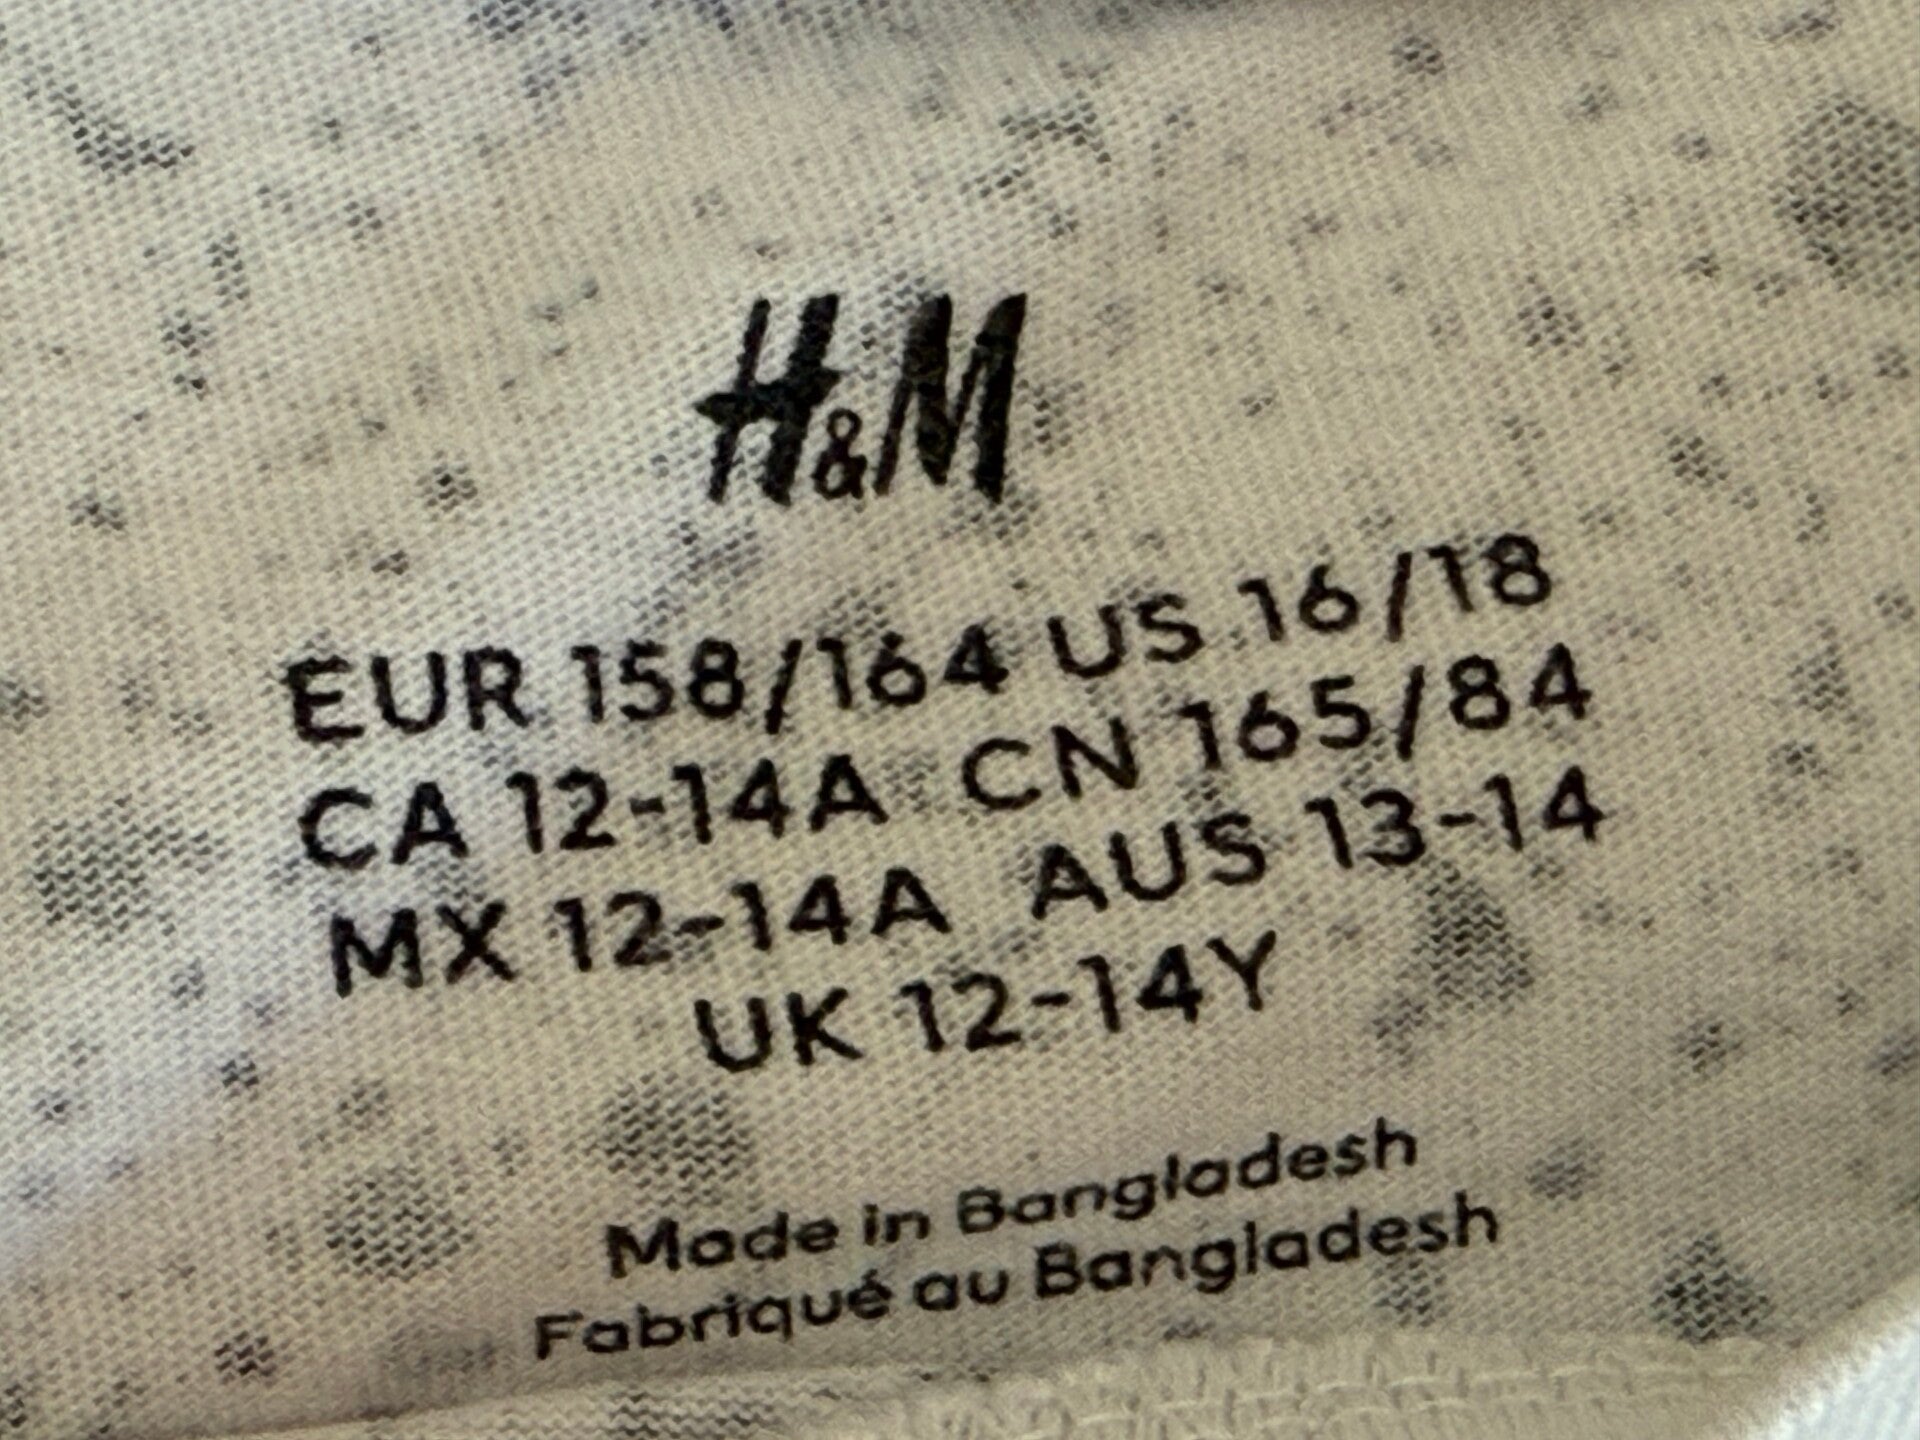 H&M
EUR 158/164 US 16/18
CA 12-14A CN 165/84
MX 12-14A AUS 13-14
UK 12-14Y
Made in Bangladesh
Fabriqué au Bangladesh